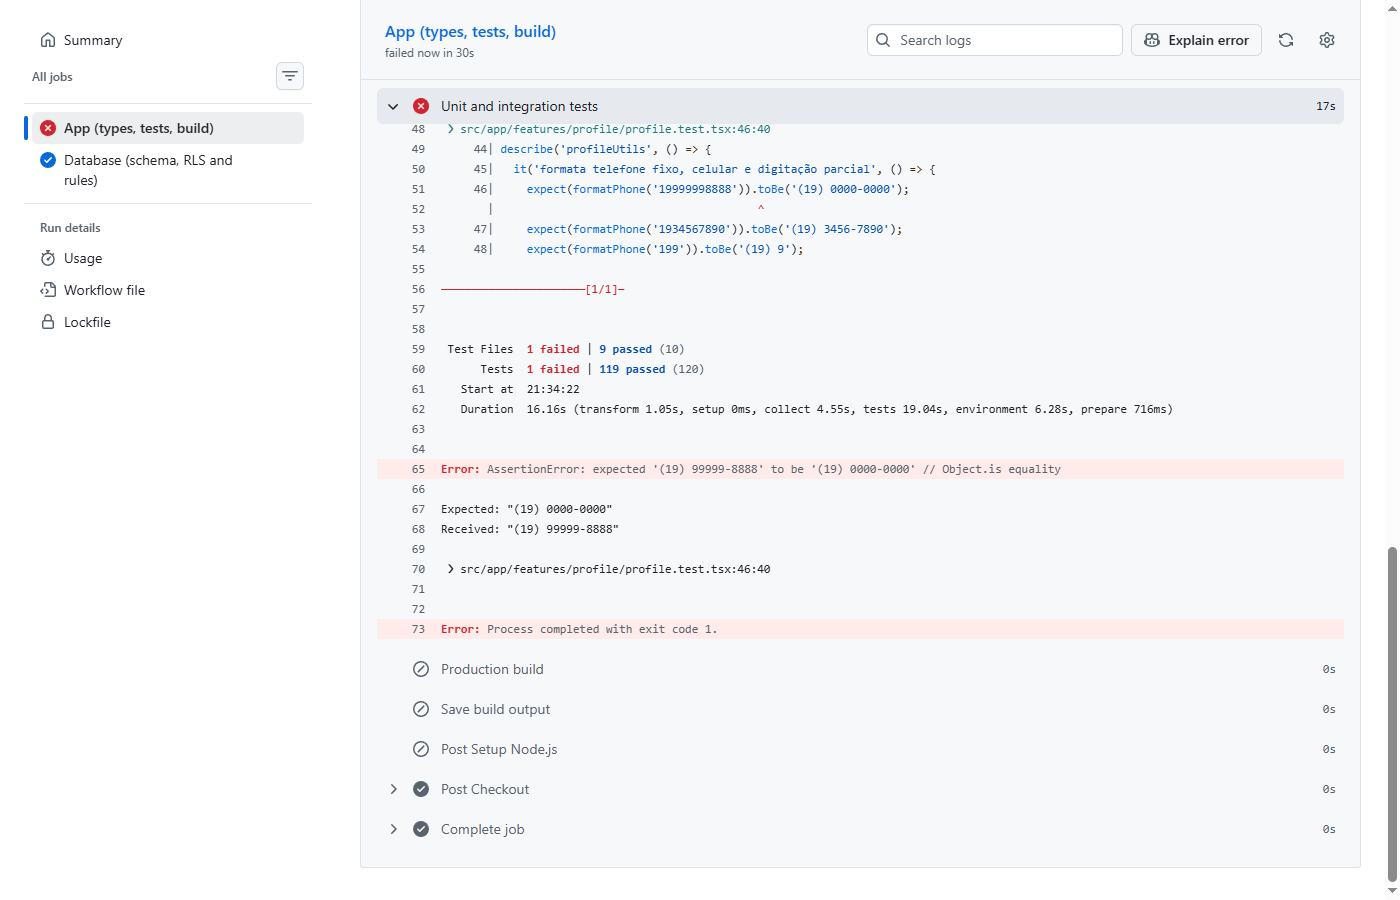 Summary
All jobs
App (types, tests, build)
Database (schema, RLS and
rules)
Run details
Usage
Workflow file
Lockfile
App (types, tests, build)
failed now in 30s
Search logs
Explain error
Unit and integration tests 17s
48 ❯ src/app/features/profile/profile.test.tsx:46:40
49 44| describe('profileUtils', () => {
50 45| it('formata telefone fixo, celular e digitação parcial', () => {
51 46| expect(formatPhone('19999998888')).toBe('(19) 0000-0000');
52 | ^
53 47| expect(formatPhone('1934567890')).toBe('(19) 3456-7890');
54 48| expect(formatPhone('199')).toBe('(19) 9');
55
56 ⎯⎯⎯⎯⎯⎯⎯⎯⎯⎯⎯⎯⎯⎯⎯⎯⎯⎯⎯⎯⎯⎯[1/1]⎯
57
58
59 Test Files 1 failed | 9 passed (10)
60 Tests 1 failed | 119 passed (120)
61 Start at 21:34:22
62 Duration 16.16s (transform 1.05s, setup 0ms, collect 4.55s, tests 19.04s, environment 6.28s, prepare 716ms)
63
64
65 Error: AssertionError: expected '(19) 99999-8888' to be '(19) 0000-0000' // Object.is equality
66
67 Expected: "(19) 0000-0000"
68 Received: "(19) 99999-8888"
69
70 ❯ src/app/features/profile/profile.test.tsx:46:40
71
72
73 Error: Process completed with exit code 1.
Production build 0s
Save build output 0s
Post Setup Node.js 0s
Post Checkout 0s
Complete job 0s